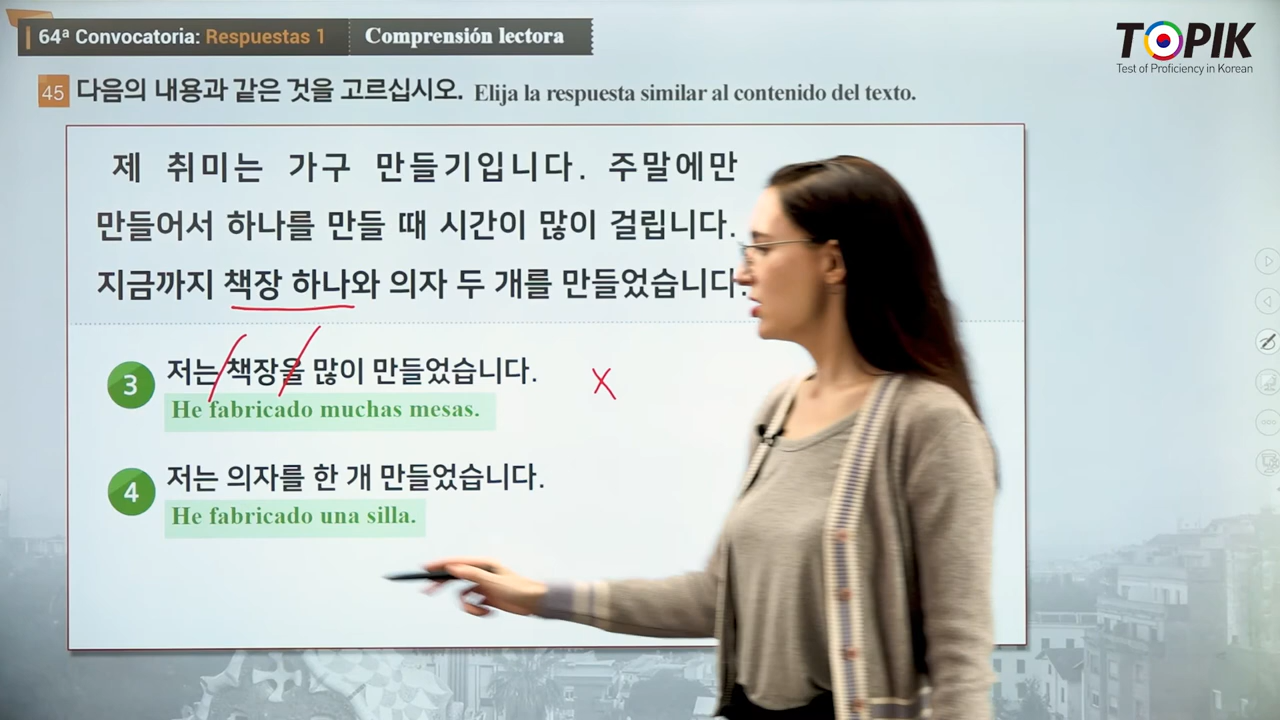 64ª Convocatoria: Respuestas 1 Comprensión lectora
TOPIK
Test of Proficiency in Korean
45 다음의 내용과 같은 것을 고르십시오. Elija la respuesta similar al contenido del texto.
제 취미는 가구 만들기입니다. 주말에만
만들어서 하나를 만들 때 시간이 많이 걸립니다.
지금까지 책장 하나와 의자 두 개를 만들었습니다.
3 저는 책장을 많이 만들었습니다. X
He fabricado muchas mesas.
4 저는 의자를 한 개 만들었습니다.
He fabricado una silla.